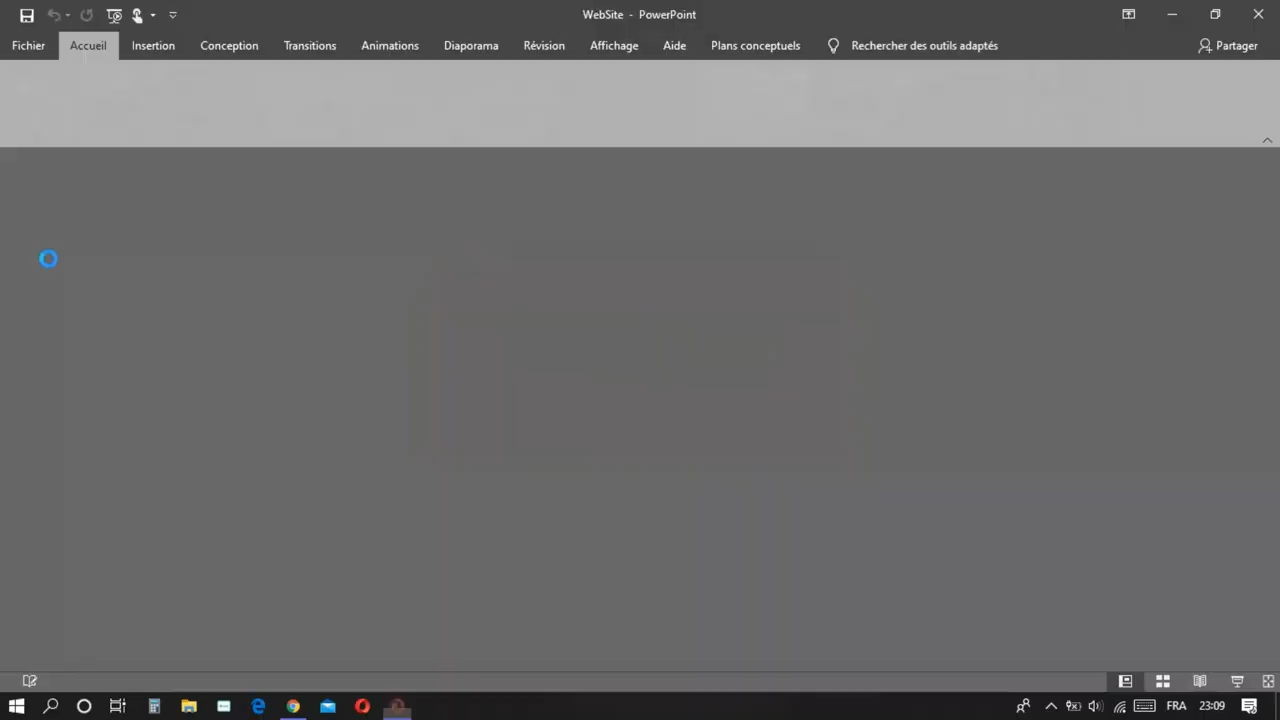 WebSite - PowerPoint
Fichier Accueil Insertion Conception Transitions Animations Diaporama Révision Affichage Aide Plans conceptuels Rechercher des outils adaptés Partager
FRA 23:09